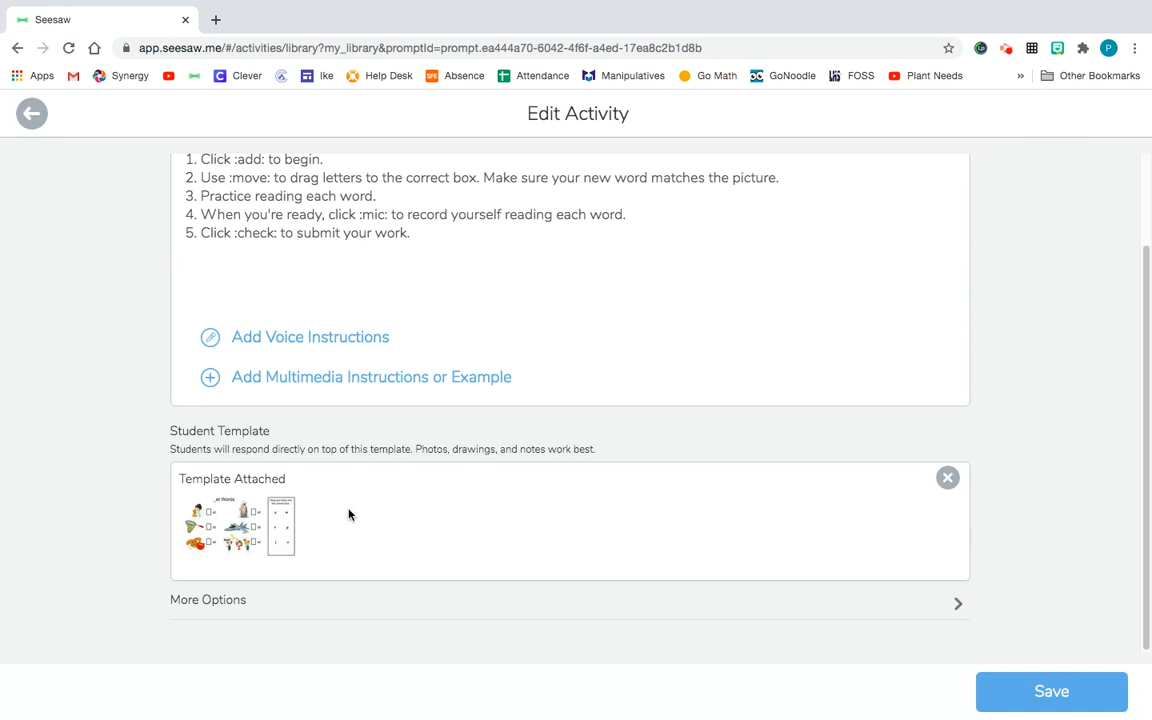 Seesaw
app.seesaw.me/#/activities/library?my_library&promptId=prompt.ea444a70-6042-4f6f-a4ed-17ea8c2b1d8b
Apps Synergy Clever Ike Help Desk SFE Absence Attendance Manipulatives Go Math GoNoodle FOSS Plant Needs » Other Bookmarks
Edit Activity
1. Click :add: to begin.
2. Use :move: to drag letters to the correct box. Make sure your new word matches the picture.
3. Practice reading each word.
4. When you're ready, click :mic: to record yourself reading each word.
5. Click :check: to submit your work.
Add Voice Instructions
Add Multimedia Instructions or Example
Student Template
Students will respond directly on top of this template. Photos, drawings, and notes work best.
Template Attached
_et Words
More Options
Save